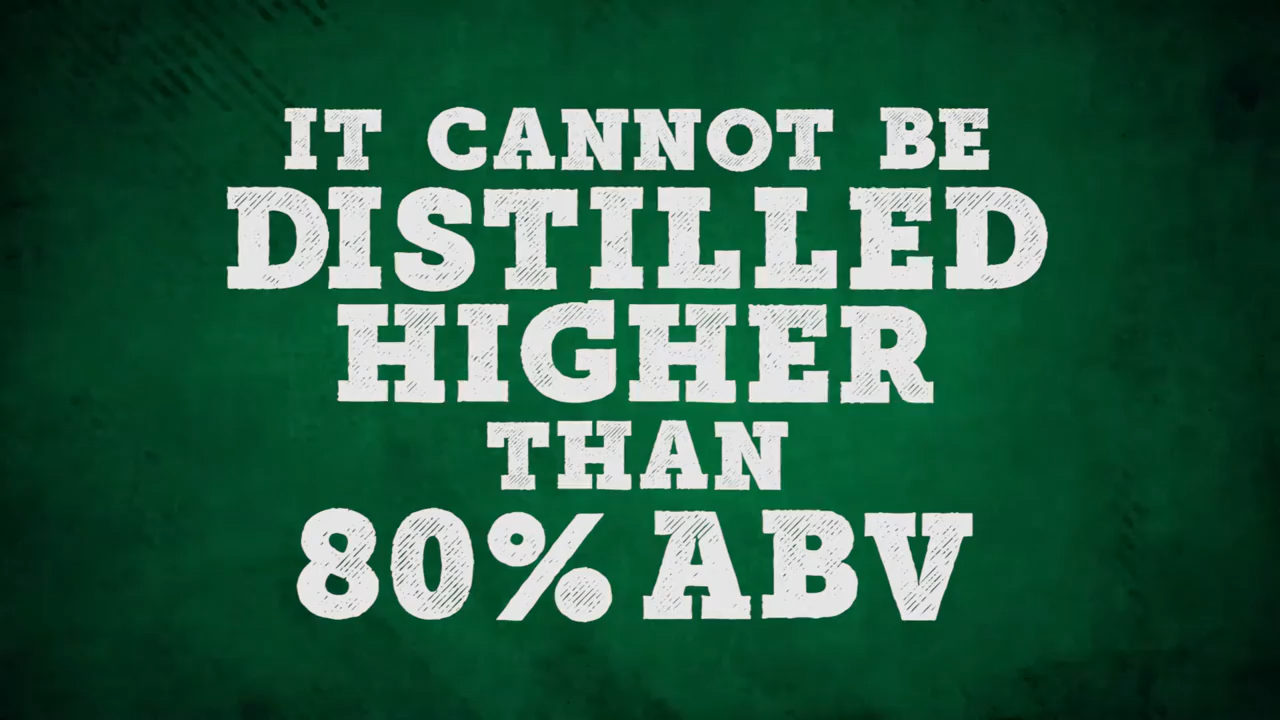 IT CANNOT BE
DISTILLED
HIGHER
THAN
80% ABV